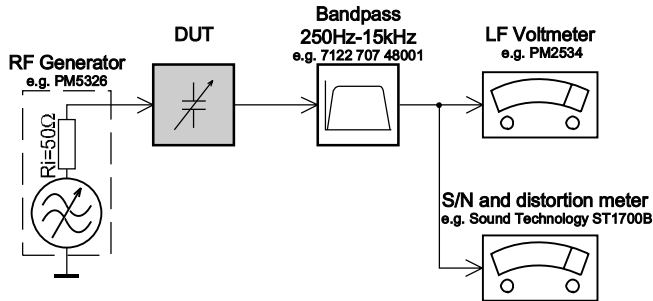 RF Generator
e.g. PM5326
Ri=50Ω
DUT
Bandpass
250Hz-15kHz
e.g. 7122 707 48001
LF Voltmeter
e.g. PM2534
S/N and distortion meter
e.g. Sound Technology ST1700B